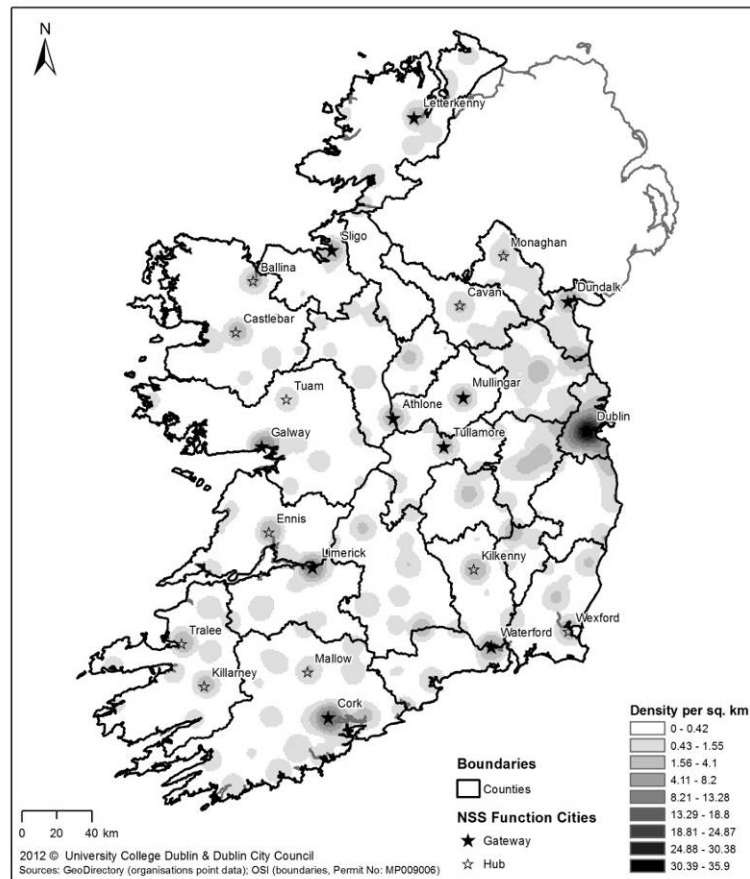 N
Letterkenny
Sligo
Monaghan
Ballina
Cavan
Dundalk
Castlebar
Tuam
Mullingar
Athlone
Dublin
Galway
Tullamore
Ennis
Limerick
Kilkenny
Tralee
Waterford
Wexford
Killarney
Mallow
Cork
Density per sq. km
0 - 0.42
0.43 - 1.55
1.56 - 4.1
4.11 - 8.2
8.21 - 13.28
13.29 - 18.8
18.81 - 24.87
24.88 - 30.38
30.39 - 35.9
Boundaries
Counties
NSS Function Cities
Gateway
Hub
0 20 40
km
2012 © University College Dublin & Dublin City Council
Sources: GeoDirectory (organisations point data); OSI (boundaries, Permit No: MP009006)